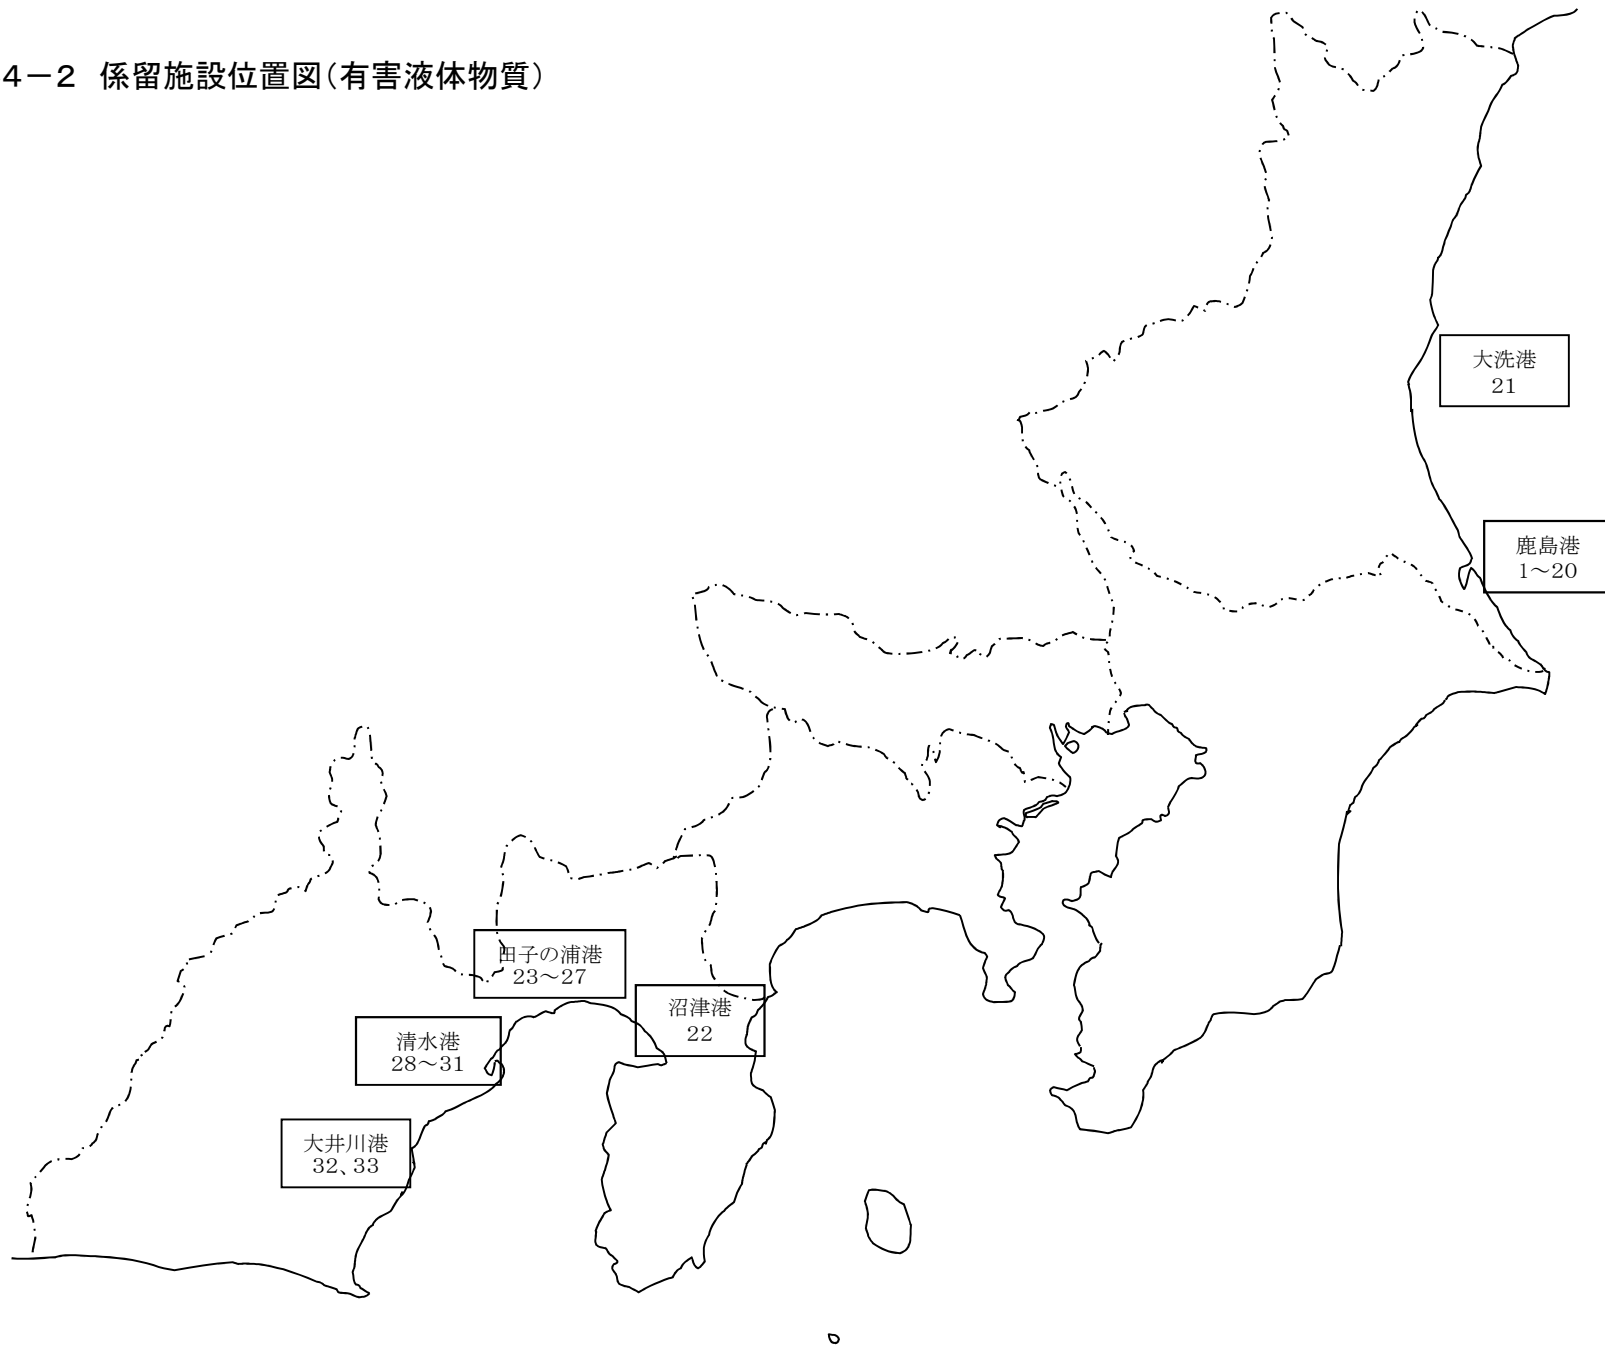 4－2 係留施設位置図（有害液体物質）
大洗港
21
鹿島港
1～20
田子の浦港
23～27
沼津港
22
清水港
28～31
大井川港
32、33